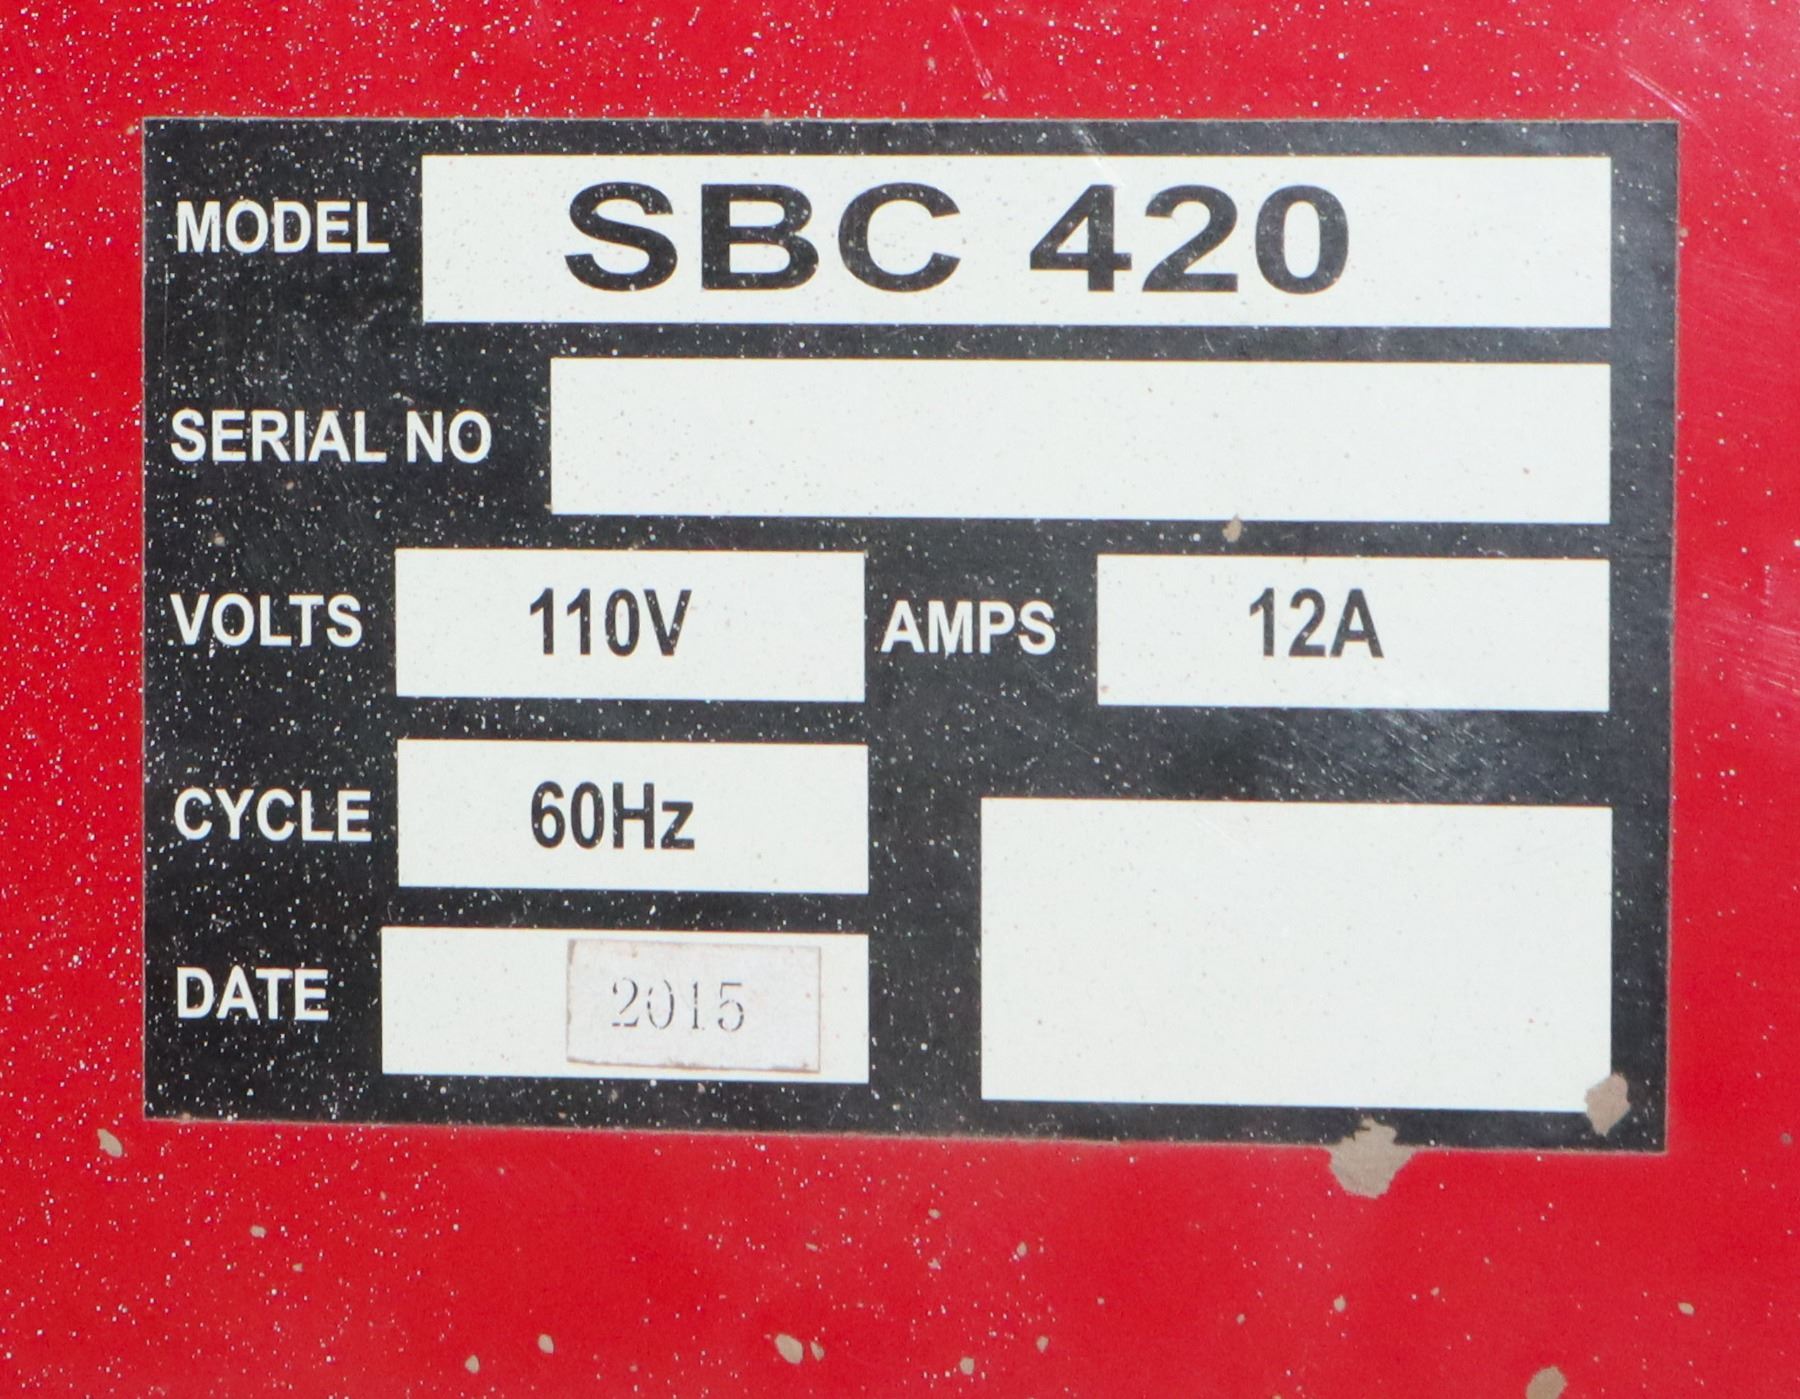 MODEL SBC 420
SERIAL NO
VOLTS 110V AMPS 12A
CYCLE 60Hz
DATE 2015